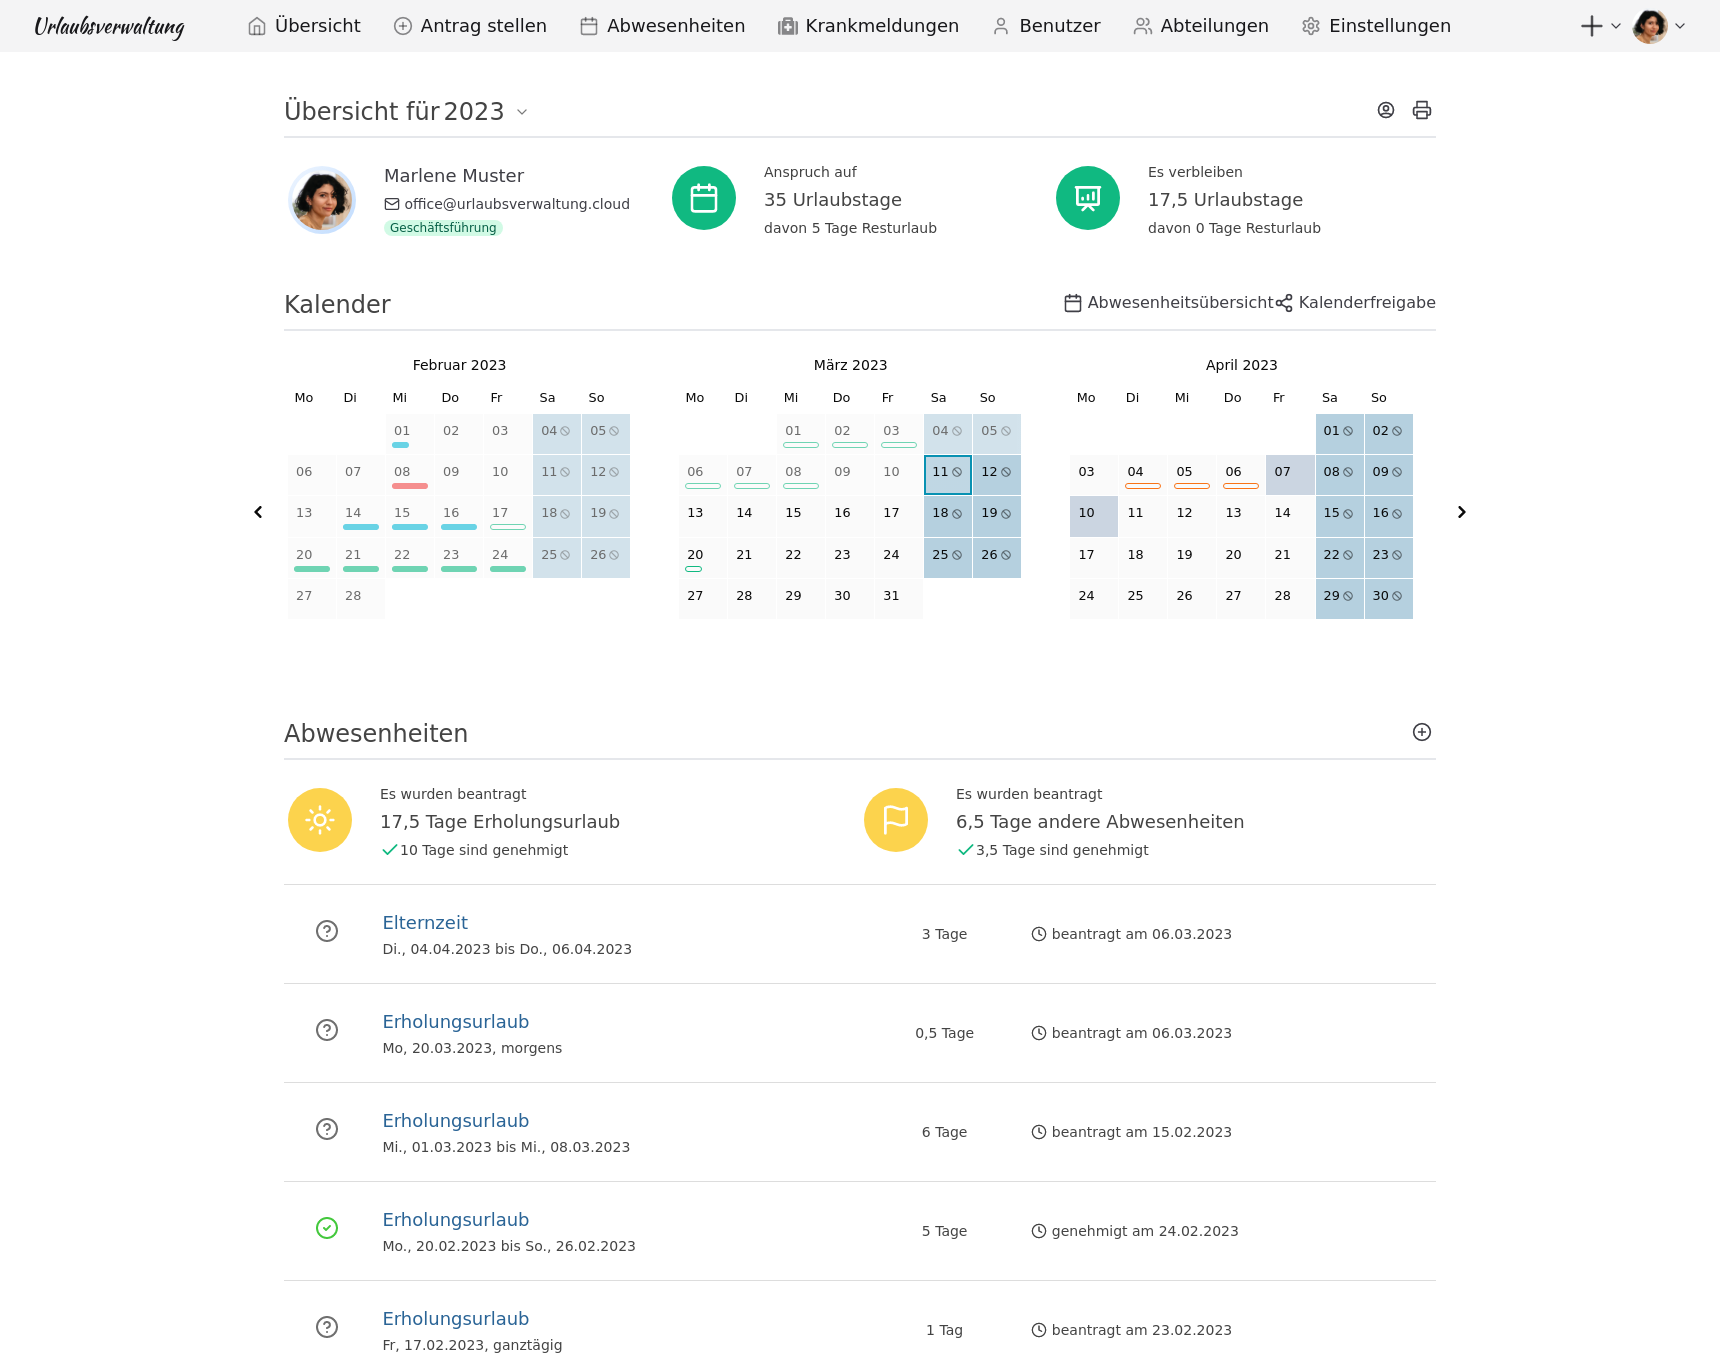 Urlaubsverwaltung Übersicht Antrag stellen Abwesenheiten Krankmeldungen Benutzer Abteilungen Einstellungen
Übersicht für 2023
Marlene Muster
office@urlaubsverwaltung.cloud
Geschäftsführung
Anspruch auf
35 Urlaubstage
davon 5 Tage Resturlaub
Es verbleiben
17,5 Urlaubstage
davon 0 Tage Resturlaub
Kalender
Abwesenheitsübersicht Kalenderfreigabe
Februar 2023
Mo Di Mi Do Fr Sa So
01 02 03 04 05
06 07 08 09 10 11 12
13 14 15 16 17 18 19
20 21 22 23 24 25 26
27 28
März 2023
Mo Di Mi Do Fr Sa So
01 02 03 04 05
06 07 08 09 10 11 12
13 14 15 16 17 18 19
20 21 22 23 24 25 26
27 28 29 30 31
April 2023
Mo Di Mi Do Fr Sa So
01 02
03 04 05 06 07 08 09
10 11 12 13 14 15 16
17 18 19 20 21 22 23
24 25 26 27 28 29 30
Abwesenheiten
Es wurden beantragt
17,5 Tage Erholungsurlaub
10 Tage sind genehmigt
Es wurden beantragt
6,5 Tage andere Abwesenheiten
3,5 Tage sind genehmigt
Elternzeit
Di., 04.04.2023 bis Do., 06.04.2023
3 Tage
beantragt am 06.03.2023
Erholungsurlaub
Mo, 20.03.2023, morgens
0,5 Tage
beantragt am 06.03.2023
Erholungsurlaub
Mi., 01.03.2023 bis Mi., 08.03.2023
6 Tage
beantragt am 15.02.2023
Erholungsurlaub
Mo., 20.02.2023 bis So., 26.02.2023
5 Tage
genehmigt am 24.02.2023
Erholungsurlaub
Fr, 17.02.2023, ganztägig
1 Tag
beantragt am 23.02.2023